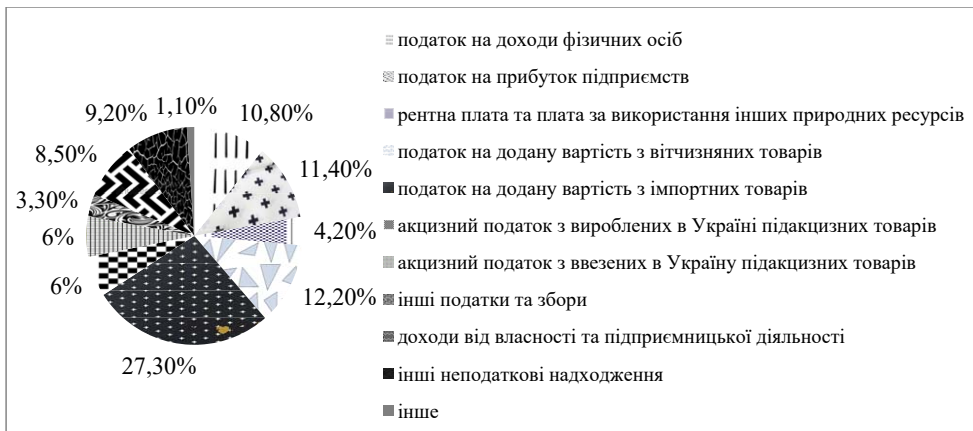 податок на доходи фізичних осіб
податок на прибуток підприємств
рентна плата та плата за використання інших природних ресурсів
податок на додану вартість з вітчизняних товарів
податок на додану вартість з імпортних товарів
акцизний податок з вироблених в Україні підакцизних товарів
акцизний податок з ввезених в Україну підакцизних товарів
інші податки та збори
доходи від власності та підприємницької діяльності
інші неподаткові надходження
інше
10,80%
11,40%
4,20%
12,20%
27,30%
6%
6%
3,30%
8,50%
9,20%
1,10%